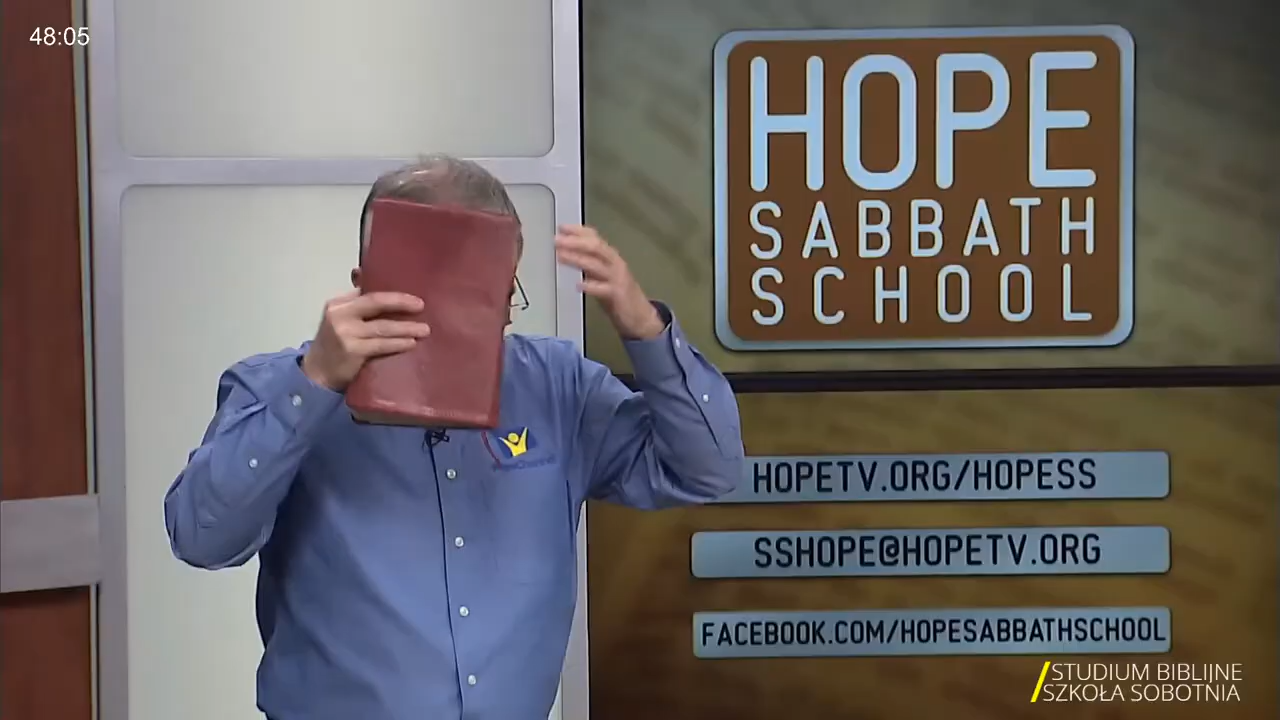 48:05
HOPE
SABBATH
SCHOOL
HOPETV.ORG/HOPESS
SSHOPE@HOPETV.ORG
FACEBOOK.COM/HOPESABBATHSCHOOL
STUDIUM BIBLIJNE
SZKOŁA SOBOTNIA